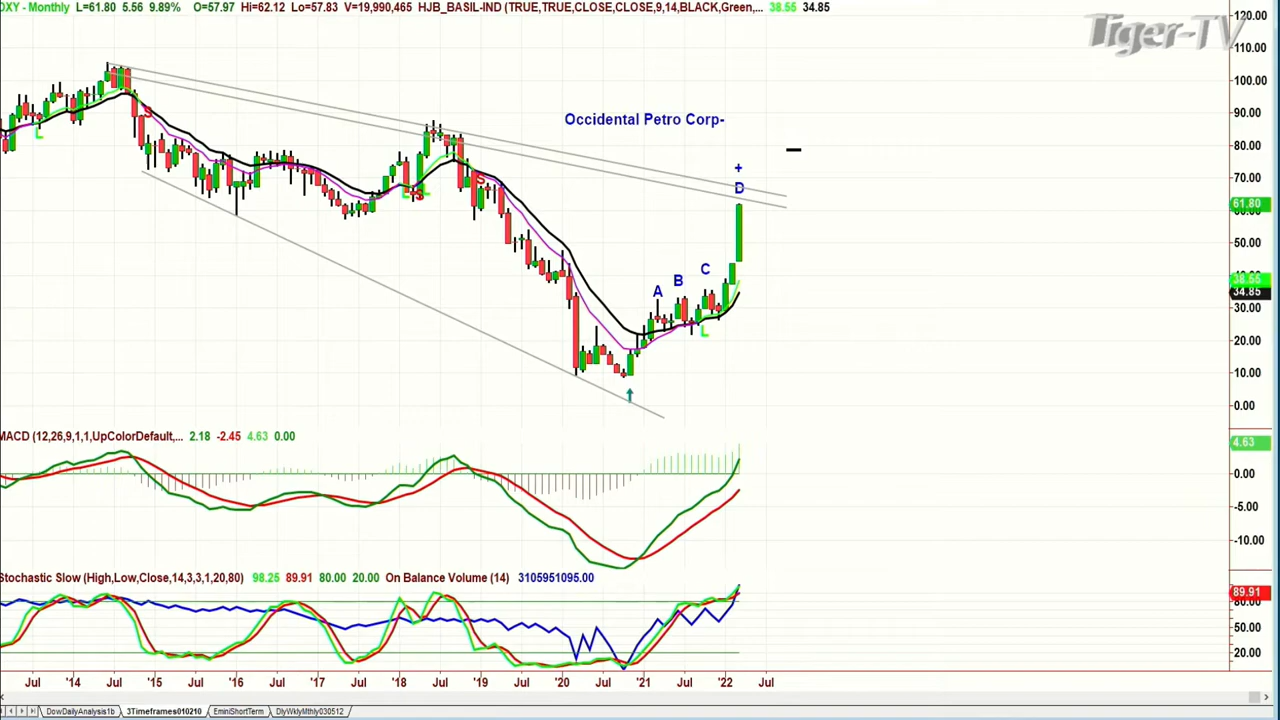 OXY - Monthly L=61.80 5.56 9.89% O=57.97 Hi=62.12 Lo=57.83 V=19,990,465 HJB_BASIL-IND (TRUE,TRUE,CLOSE,CLOSE,9,14,BLACK,Green,... 38.55 34.85
Tiger-TV
120.00
110.00
100.00
90.00
80.00
70.00
61.80
50.00
38.55
34.85
30.00
20.00
10.00
0.00
Occidental Petro Corp-
+
D
C
B
A
L
S
L
L
S
S
L
MACD (12,26,9,1,1,UpColorDefault,... 2.18 -2.45 4.63 0.00
4.63
0.00
-5.00
-10.00
Stochastic Slow (High,Low,Close,14,3,3,1,20,80) 98.25 89.91 80.00 20.00 On Balance Volume (14) 3105951095.00
89.91
80.00
50.00
20.00
Jul '14 Jul '15 Jul '16 Jul '17 Jul '18 Jul '19 Jul '20 Jul '21 Jul '22 Jul
DowDailyAnalysis1b 3Timeframes010210 EminiShortTerm DlyWklyMthly030512